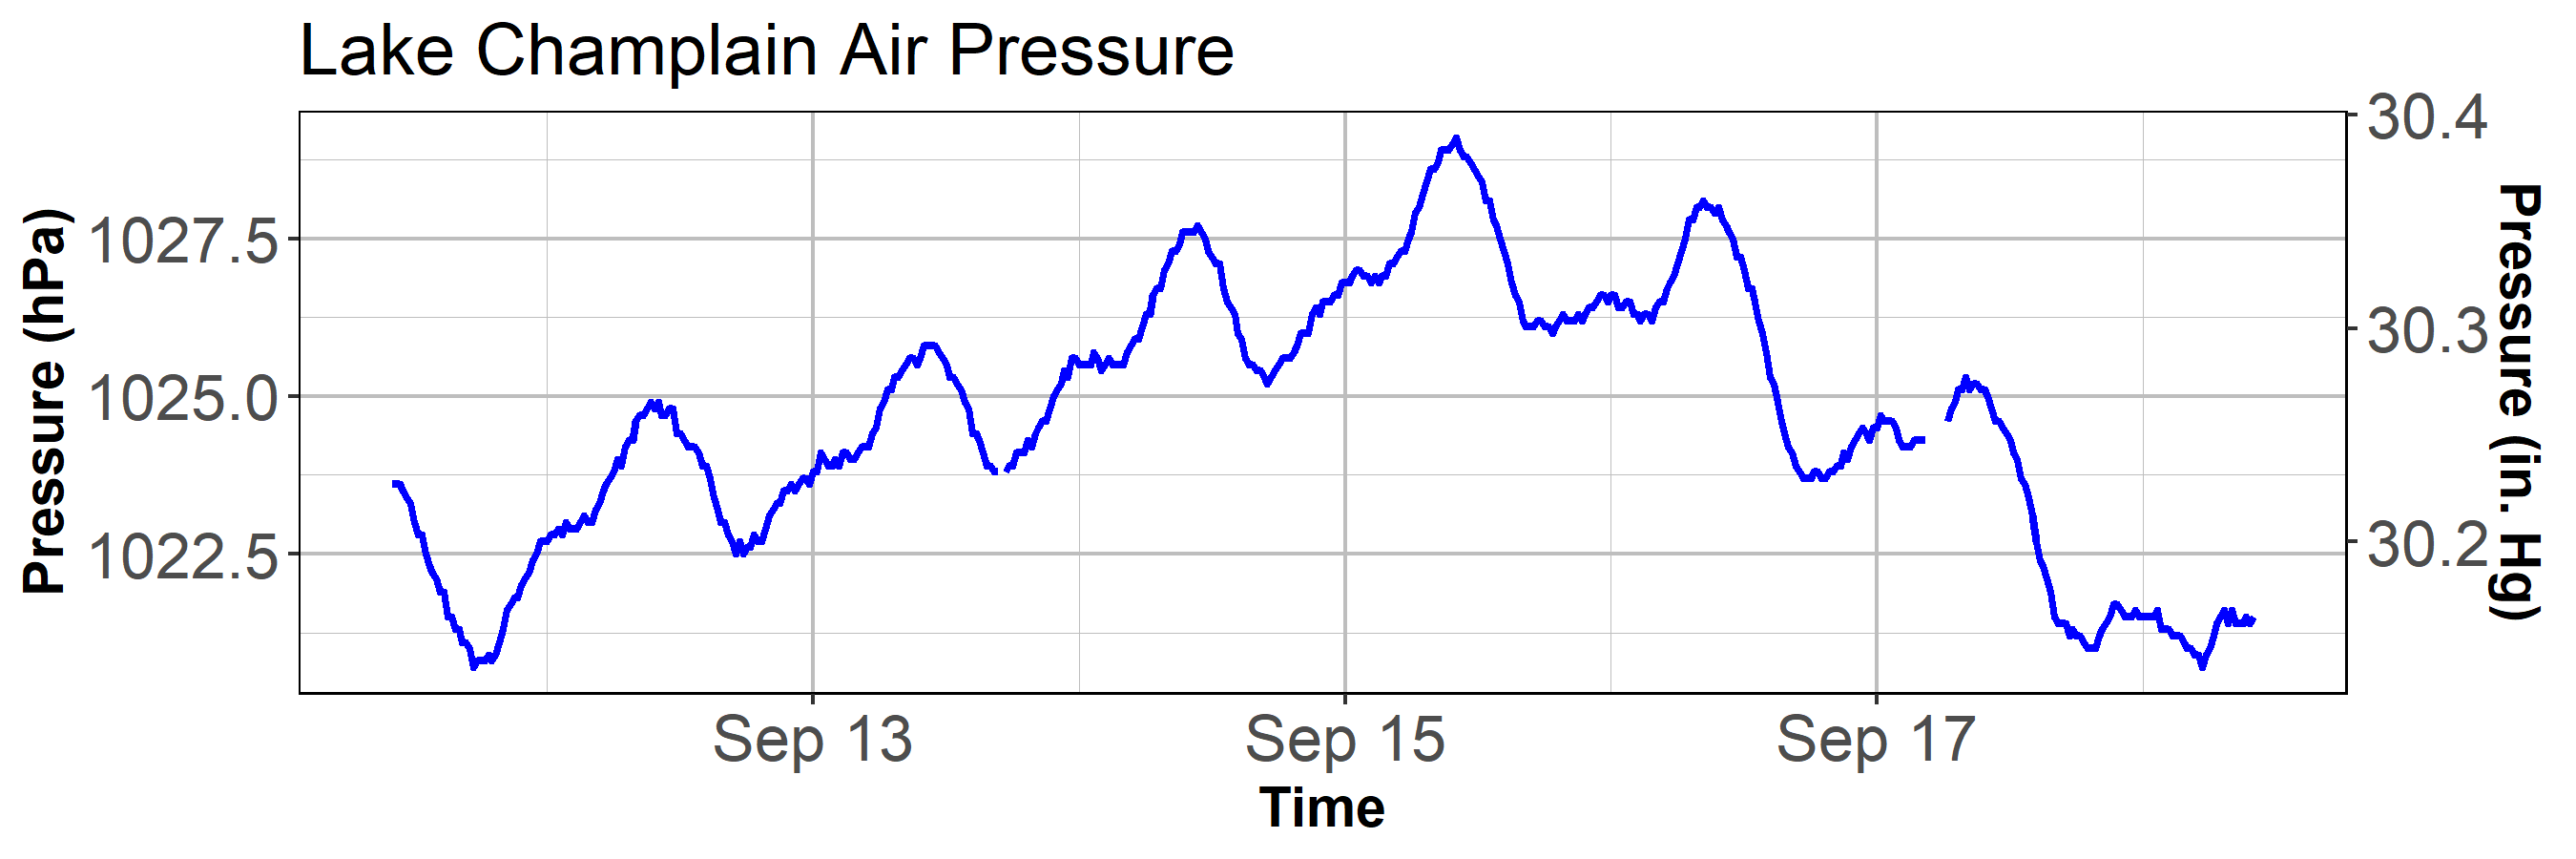 Lake Champlain Air Pressure
Pressure (hPa)
1027.5
1025.0
1022.5
30.4
30.3
30.2
Pressure (in. Hg)
Sep 13
Sep 15
Sep 17
Time